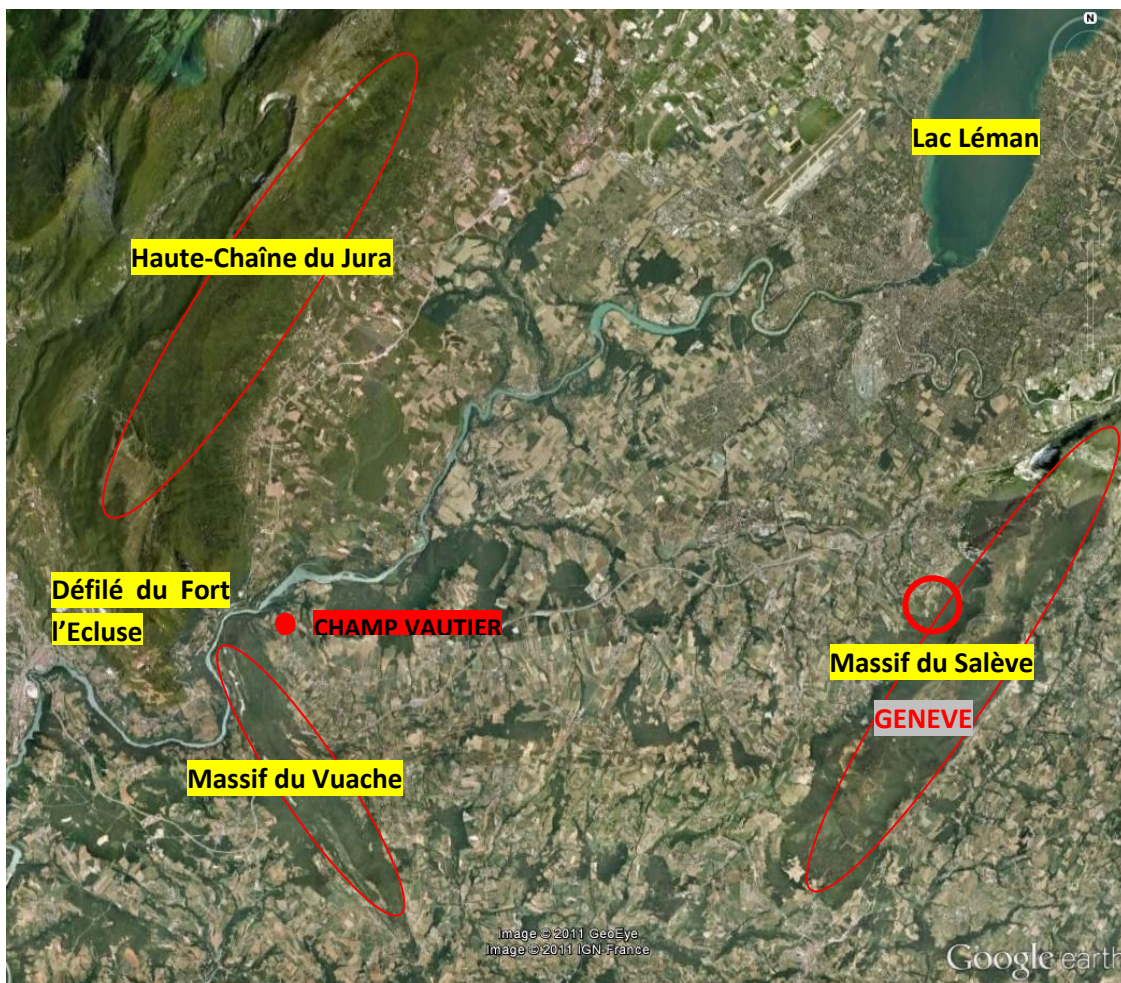 N
Lac Léman
Haute-Chaîne du Jura
Défilé du Fort
l'Ecluse
CHAMP VAUTIER
Massif du Salève
GENEVE
Massif du Vuache
Image © 2011 GeoEye
Image © 2011 IGN-France
Google earth